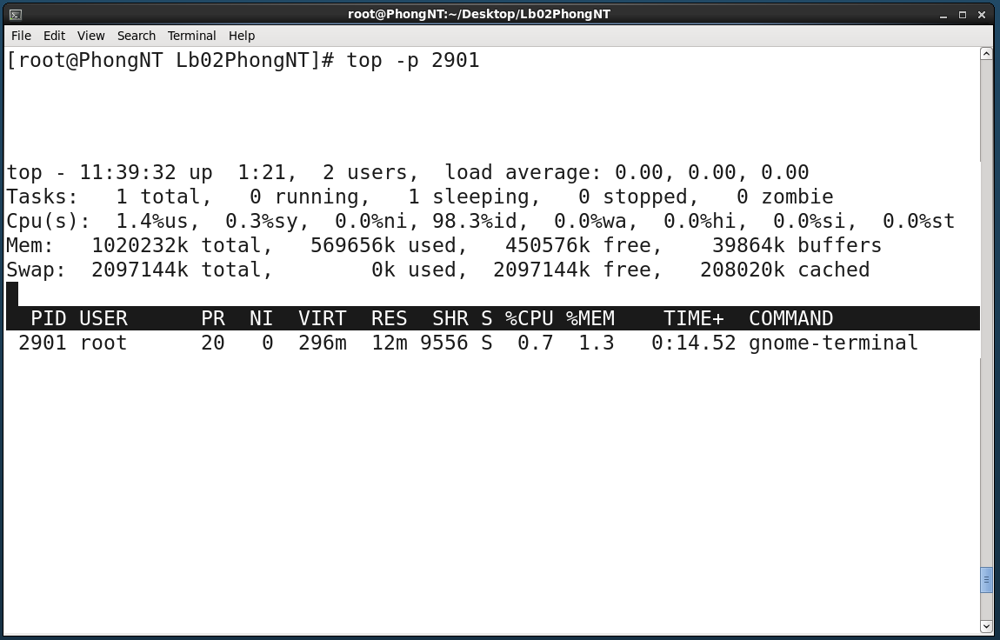 root@PhongNT:~/Desktop/Lb02PhongNT
File Edit View Search Terminal Help
[root@PhongNT Lb02PhongNT]# top -p 2901
top - 11:39:32 up  1:21,  2 users,  load average: 0.00, 0.00, 0.00
Tasks:   1 total,   0 running,   1 sleeping,   0 stopped,   0 zombie
Cpu(s):  1.4%us,  0.3%sy,  0.0%ni, 98.3%id,  0.0%wa,  0.0%hi,  0.0%si,  0.0%st
Mem:   1020232k total,   569656k used,   450576k free,    39864k buffers
Swap:  2097144k total,        0k used,  2097144k free,   208020k cached
  PID USER      PR  NI  VIRT  RES  SHR S %CPU %MEM    TIME+  COMMAND
 2901 root      20   0  296m  12m 9556 S  0.7  1.3   0:14.52 gnome-terminal